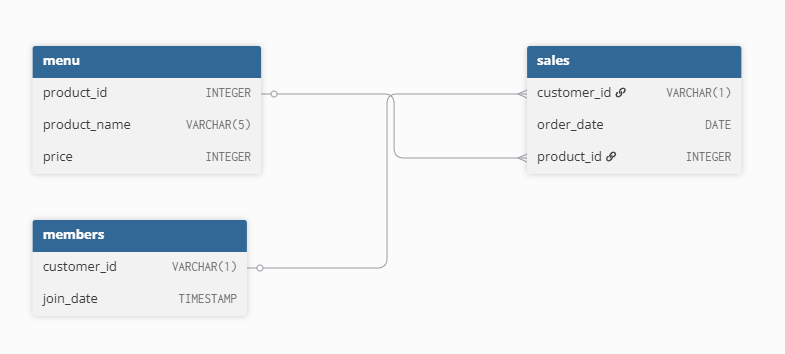 menu
product_id INTEGER
product_name VARCHAR(5)
price INTEGER
members
customer_id VARCHAR(1)
join_date TIMESTAMP
sales
customer_id VARCHAR(1)
order_date DATE
product_id INTEGER